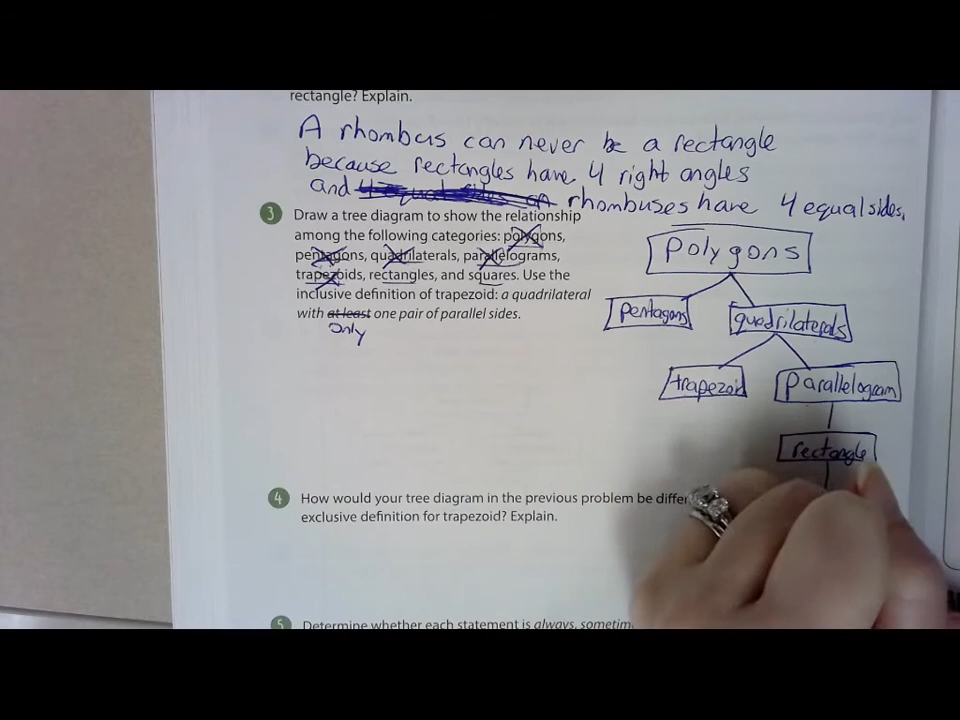 rectangle? Explain.
A rhombus can never be a rectangle
because rectangles have 4 right angles
and 4 equal sides an rhombuses have 4 equal sides.
3 Draw a tree diagram to show the relationship
among the following categories: polygons,
pentagons, quadrilaterals, parallelograms,
trapezoids, rectangles, and squares. Use the
inclusive definition of trapezoid: a quadrilateral
with at least one pair of parallel sides.
only
Polygons
pentagons quadrilaterals
trapezoid parallelogram
rectangle
4 How would your tree diagram in the previous problem be
exclusive definition for trapezoid? Explain.
5 Determine whether each statement is always,